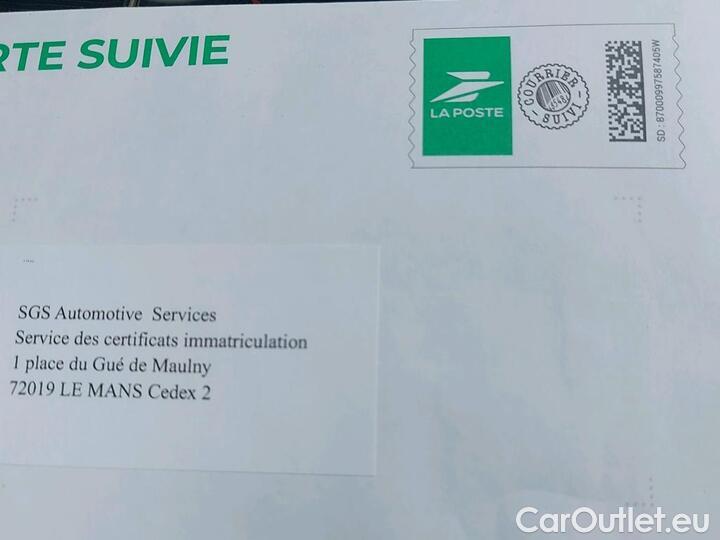 RTE SUIVIE
LA POSTE
COURRIER
SUIVI
SD : 87000997587405W
SGS Automotive Services
Service des certificats immatriculation
1 place du Gué de Maulny
72019 LE MANS Cedex 2
CarOutlet.eu